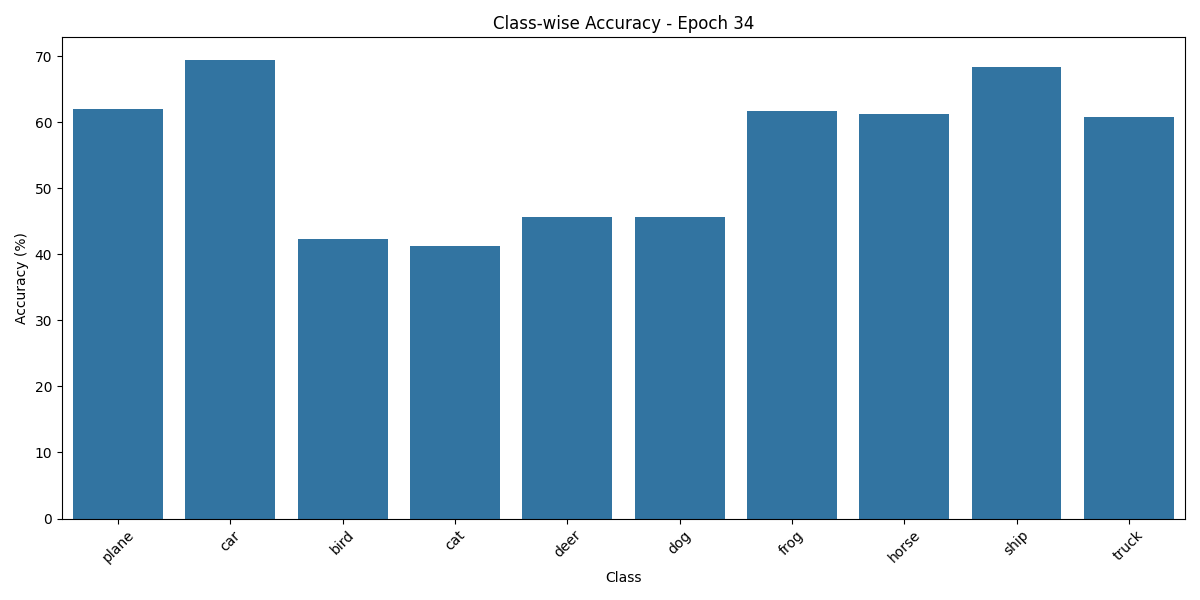 Class-wise Accuracy - Epoch 34
Accuracy (%)
70
60
50
40
30
20
10
0
plane
car
bird
cat
deer
dog
frog
horse
ship
truck
Class